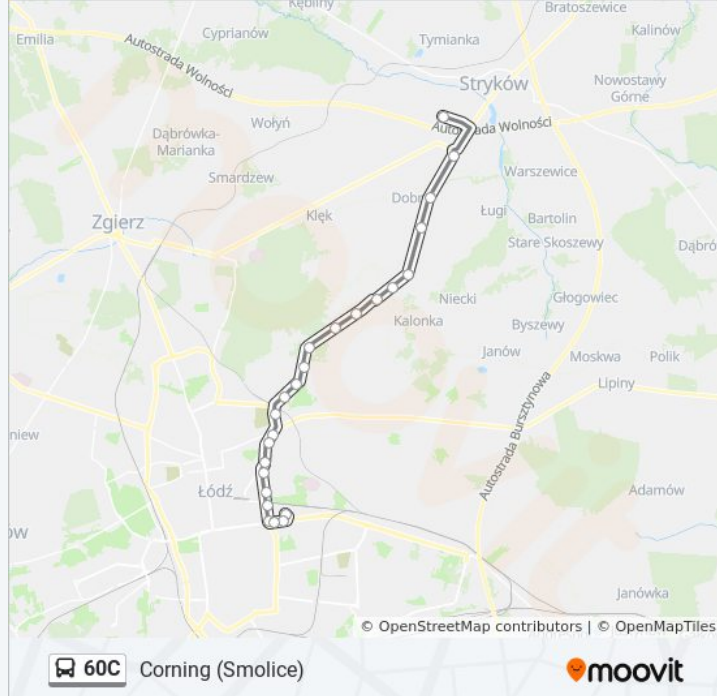 Kębliny
Bratoszewice
Emilia
Cyprianów
Tymianka
Kalinów
Autostrada Wolności
Stryków
Nowostawy
Górne
Wołyń
Autostrada Wolności
Dąbrówka-
Marianka
Smardzew
Warszewice
Dobr
Ługi
Bartolin
Zgierz
Klęk
Stare Skoszewy
Dąbró
Niecki
Głogowiec
Kalonka
Byszewy
Janów
Moskwa
Polik
Lipiny
Autostrada Bursztynowa
niew
Łódź
Adamów
ow
Janówka
© OpenStreetMap contributors | © OpenMapTiles
60C Corning (Smolice)
moovit